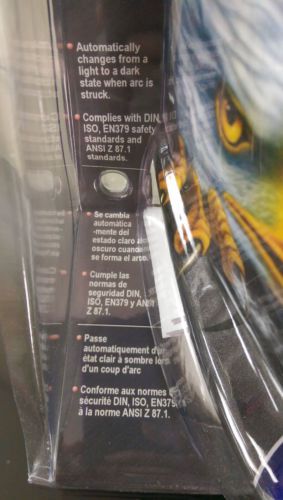 • Automatically
changes from a
light to a dark
state when arc is
struck.
• Complies with DIN,
ISO, EN379 safety
standards and
ANSI Z 87.1
standards.
• Se cambia
automática
-mente del
estado claro al
oscuro cuando
se forma el arco.
• Cumple las
normas de
seguridad DIN,
ISO, EN379 y ANSI
Z 87.1.
• Passe
automatiquement d'un
état clair à sombre lors
d'un coup d'arc
• Conforme aux normes
sécurité DIN, ISO, EN379
à la norme ANSI Z 87.1.